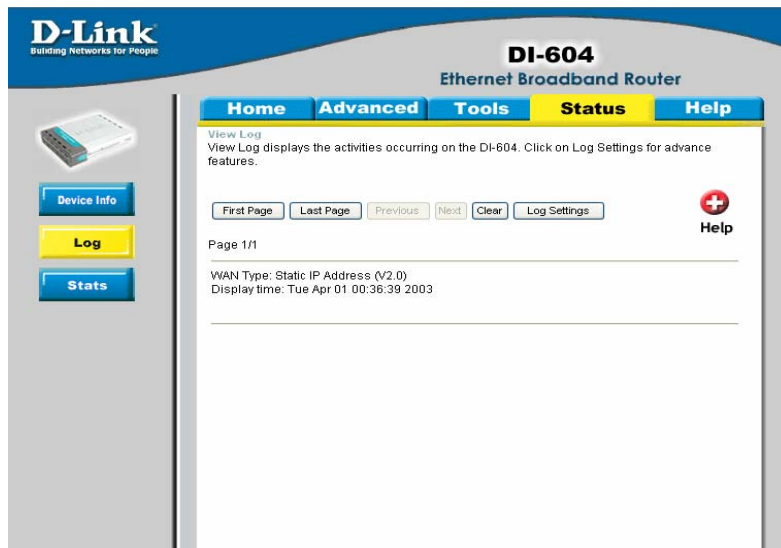 D-Link
Building Networks for People
DI-604
Ethernet Broadband Router
Home
Advanced
Tools
Status
Help
Device Info
Log
Stats
View Log
View Log displays the activities occurring on the DI-604. Click on Log Settings for advance
features.
First Page
Last Page
Previous
Next
Clear
Log Settings
Help
Page 1/1
WAN Type: Static IP Address (V2.0)
Display time: Tue Apr 01 00:36:39 2003